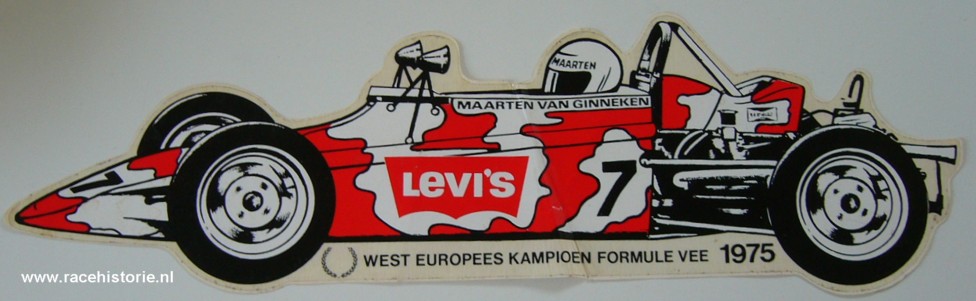 MAARTEN
MAARTEN VAN GINNEKEN
7
LEVI'S
7
WEST EUROPEES KAMPIOEN FORMULE VEE 1975
www.racehistorie.nl